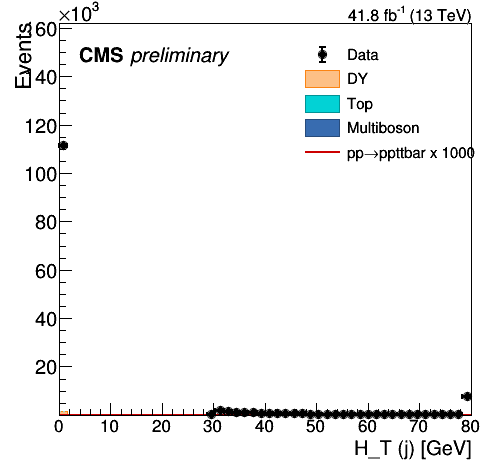 ×10³
41.8 fb⁻¹ (13 TeV)
Events
CMS preliminary
Data
DY
Top
Multiboson
pp→ppttbar x 1000
160
140
120
100
80
60
40
20
0 10 20 30 40 50 60 70 80
H_T (j) [GeV]